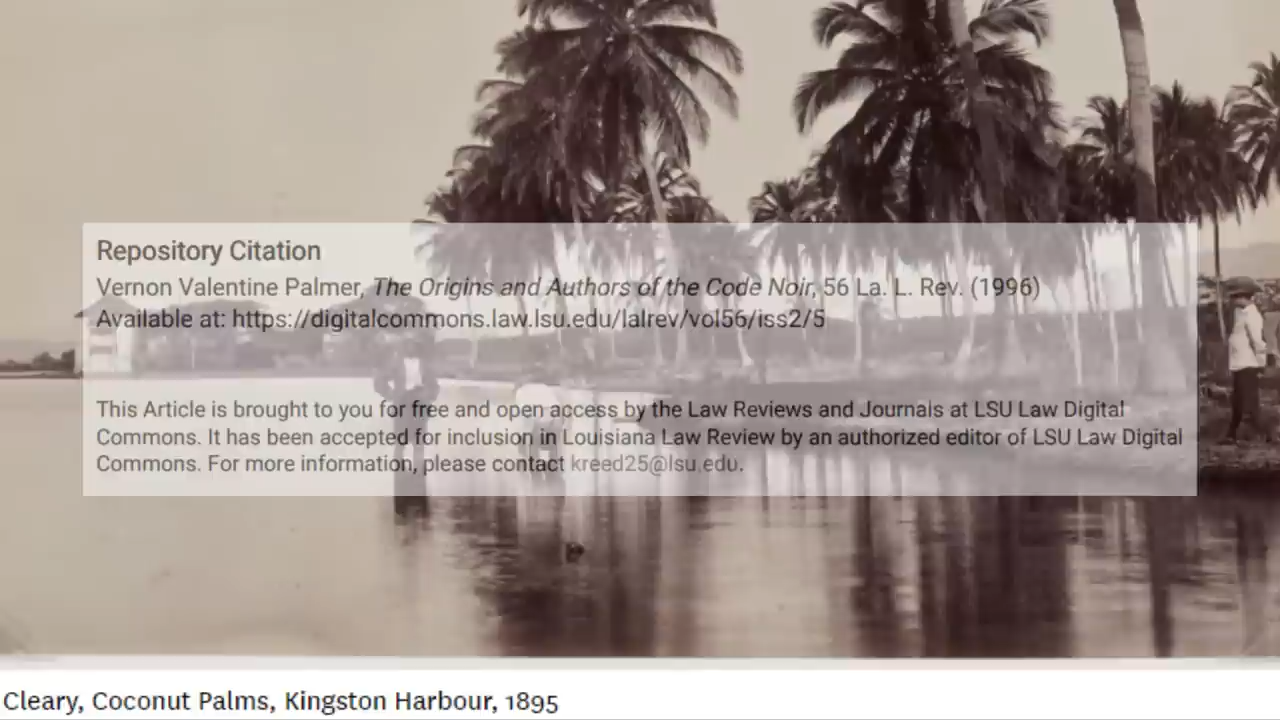 Repository Citation
Vernon Valentine Palmer, The Origins and Authors of the Code Noir, 56 La. L. Rev. (1996)
Available at: https://digitalcommons.law.lsu.edu/lalrev/vol56/iss2/5
This Article is brought to you for free and open access by the Law Reviews and Journals at LSU Law Digital
Commons. It has been accepted for inclusion in Louisiana Law Review by an authorized editor of LSU Law Digital
Commons. For more information, please contact kreed25@lsu.edu.
Cleary, Coconut Palms, Kingston Harbour, 1895